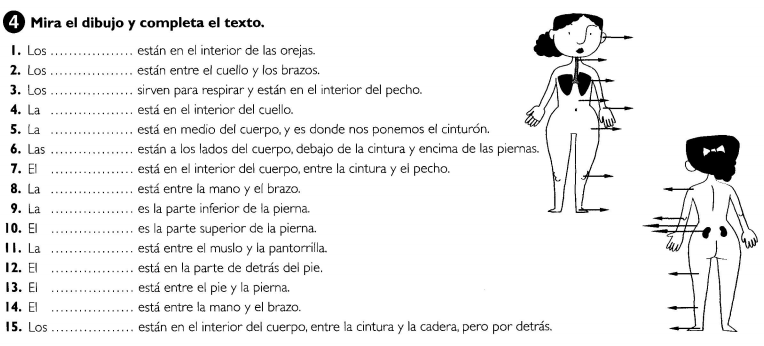 4 Mira el dibujo y completa el texto.
1. Los .................. están en el interior de las orejas.
2. Los .................. están entre el cuello y los brazos.
3. Los .................. sirven para respirar y están en el interior del pecho.
4. La .................. está en el interior del cuello.
5. La .................. está en medio del cuerpo, y es donde nos ponemos el cinturón.
6. Las .................. están a los lados del cuerpo, debajo de la cintura y encima de las piernas.
7. El .................. está en el interior del cuerpo, entre la cintura y el pecho.
8. La .................. está entre la mano y el brazo.
9. La .................. es la parte inferior de la pierna.
10. El .................. es la parte superior de la pierna.
11. La .................. está entre el muslo y la pantorrilla.
12. El .................. está en la parte de detrás del pie.
13. El .................. está entre el pie y la pierna.
14. El .................. está entre la mano y el brazo.
15. Los .................. están en el interior del cuerpo, entre la cintura y la cadera, pero por detrás.